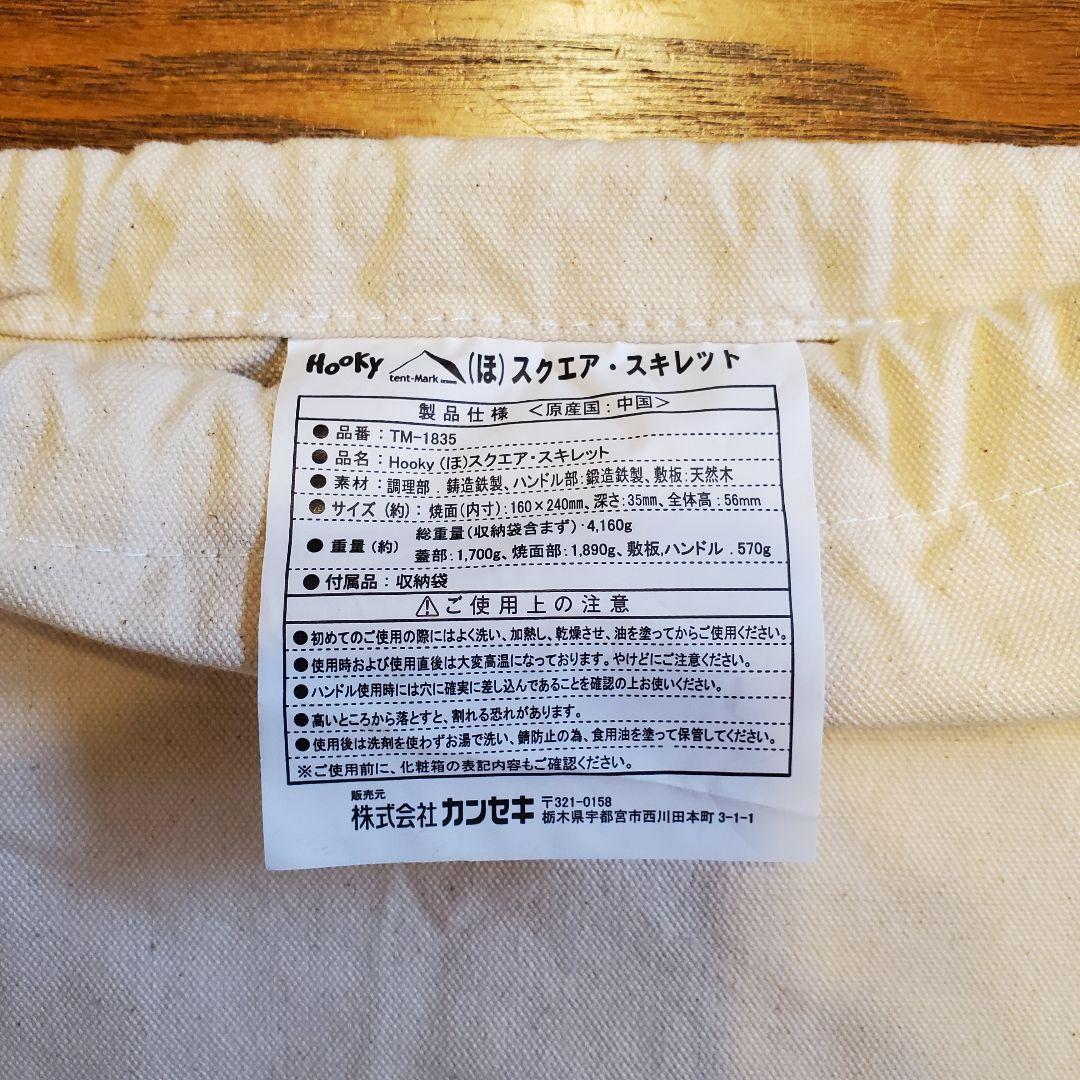 Hooky tent-Mark DESIGNS (ほ)スクエア・スキレット
製品仕様 <原産国:中国>
●品番:TM-1835
●品名:Hooky (ほ)スクエア・スキレット
●素材:調理部.鋳造鉄製、ハンドル部:鍛造鉄製、敷板:天然木
●サイズ(約):焼面(内寸):160×240㎜、深さ:35㎜、全体高:56mm
●重量(約) 総重量(収納袋含まず)・4,160g
蓋部:1,700g、焼面部:1,890g、敷板,ハンドル.570g
●付属品:収納袋
⚠ご使用上の注意
●初めてのご使用の際にはよく洗い、加熱し、乾燥させ、油を塗ってからご使用ください。
●使用時および使用直後は大変高温になっております。やけどにご注意ください。
●ハンドル使用時には穴に確実に差し込んであることを確認の上お使いください。
●高いところから落とすと、割れる恐れがあります。
●使用後は洗剤を使わずお湯で洗い、錆防止の為、食用油を塗って保管してください。
※ご使用前に、化粧箱の表記内容もご確認ください。
販売元
株式会社カンセキ 〒321-0158
栃木県宇都宮市西川田本町3-1-1